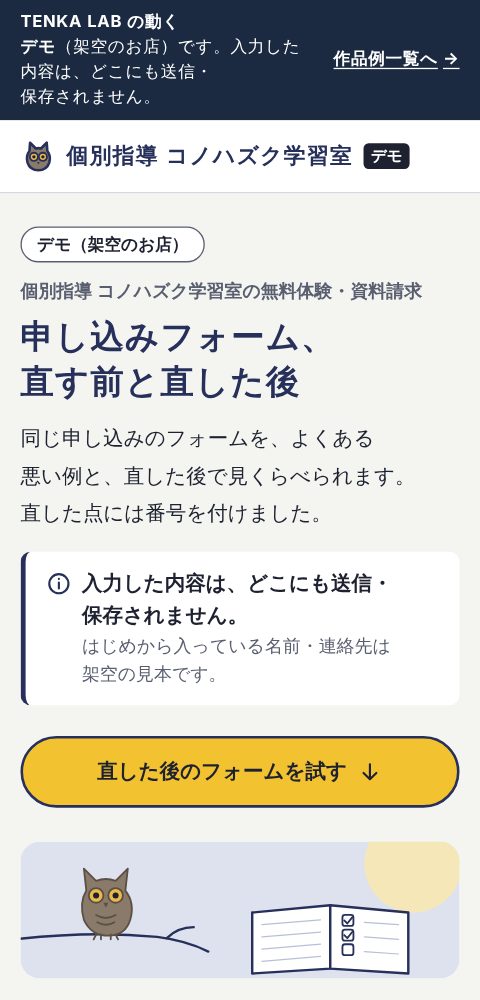 TENKA LAB の動く
デモ（架空のお店）です。入力した
内容は、どこにも送信・
保存されません。
作品例一覧へ →
個別指導 コノハズク学習室 デモ
デモ（架空のお店）
個別指導 コノハズク学習室の無料体験・資料請求
申し込みフォーム、
直す前と直した後
同じ申し込みのフォームを、よくある
悪い例と、直した後で見くらべられます。
直した点には番号を付けました。
入力した内容は、どこにも送信・
保存されません。
はじめから入っている名前・連絡先は
架空の見本です。
直した後のフォームを試す ↓